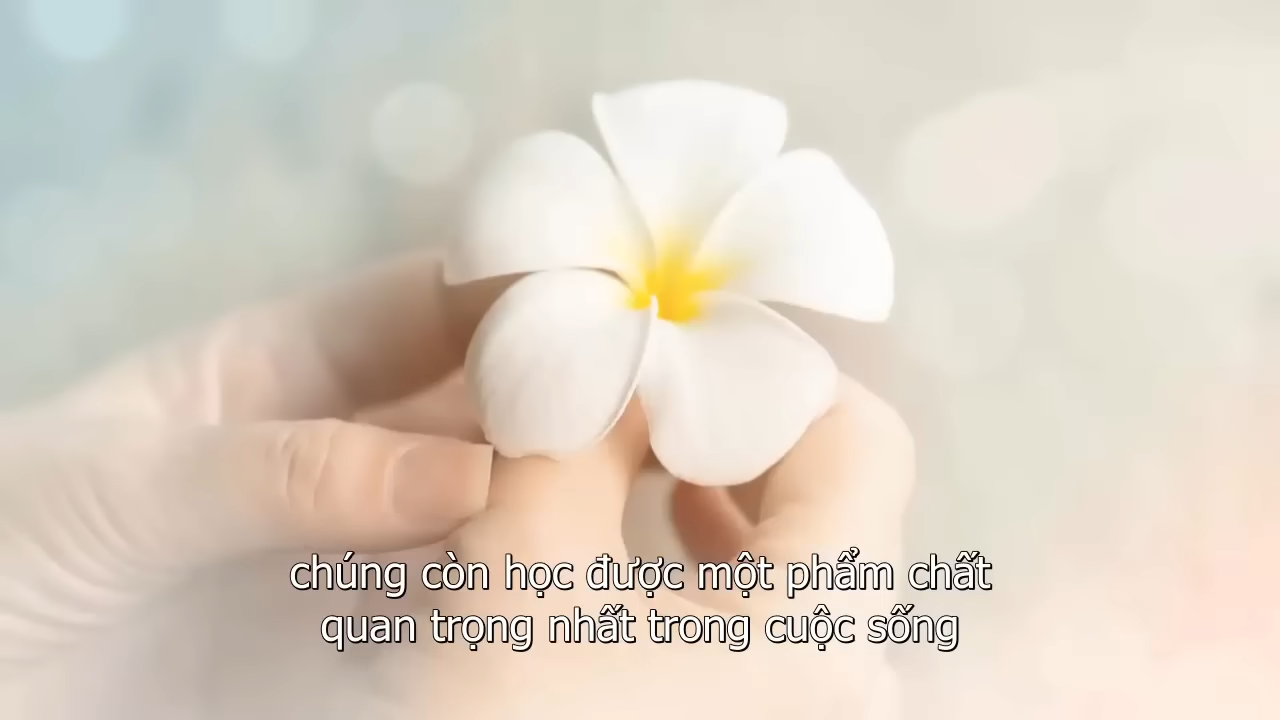 chúng còn học được một phẩm chất
quan trọng nhất trong cuộc sống